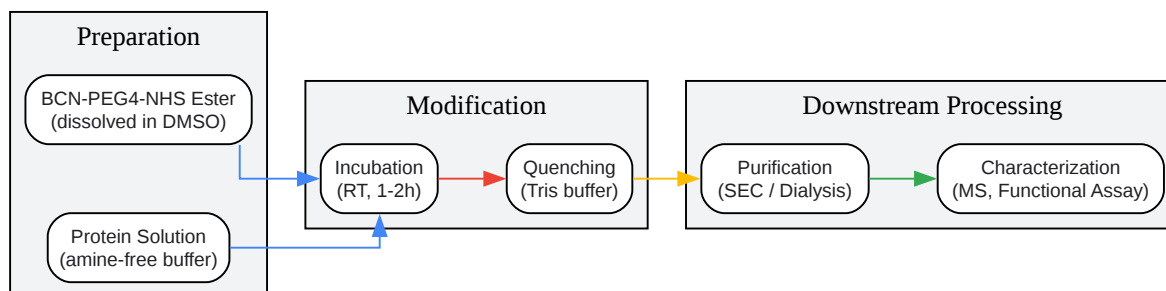 Preparation
BCN-PEG4-NHS Ester
(dissolved in DMSO)
Protein Solution
(amine-free buffer)
Modification
Incubation
(RT, 1-2h)
Quenching
(Tris buffer)
Downstream Processing
Purification
(SEC / Dialysis)
Characterization
(MS, Functional Assay)